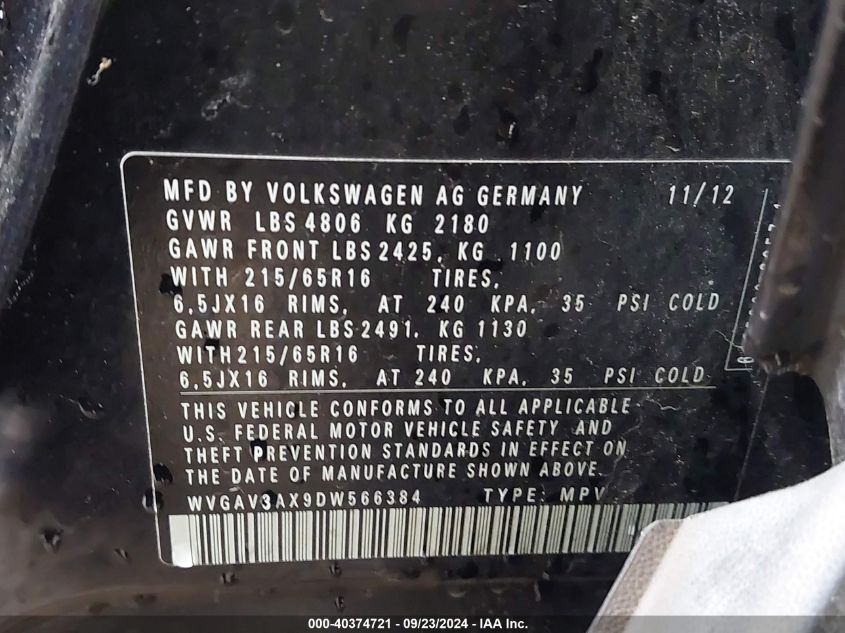 MFD BY VOLKSWAGEN AG GERMANY 11/12
GVWR LBS 4806 KG 2180
GAWR FRONT LBS 2425, KG 1100
WITH 215/65R16 TIRES,
6,5JX16 RIMS, AT 240 KPA, 35 PSI COLD
GAWR REAR LBS 2491, KG 1130
WITH 215/65R16 TIRES,
6,5JX16 RIMS, AT 240 KPA, 35 PSI COLD
THIS VEHICLE CONFORMS TO ALL APPLICABLE
U.S. FEDERAL MOTOR VEHICLE SAFETY AND
THEFT PREVENTION STANDARDS IN EFFECT ON
THE DATE OF MANUFACTURE SHOWN ABOVE.
WVGAV3AX9DW566384 TYPE: MPV
000-40374721 - 09/23/2024 - IAA Inc.